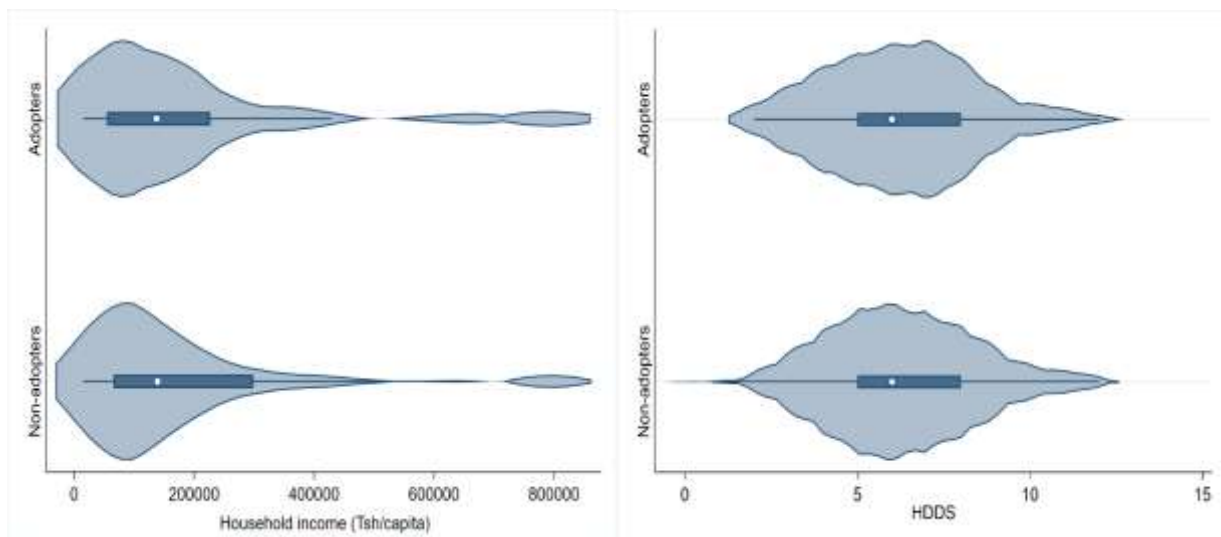 Adopters
Non-adopters
0 200000 400000 600000 800000
Household income (Tsh/capita)
Adopters
Non-adopters
0 5 10 15
HDDS